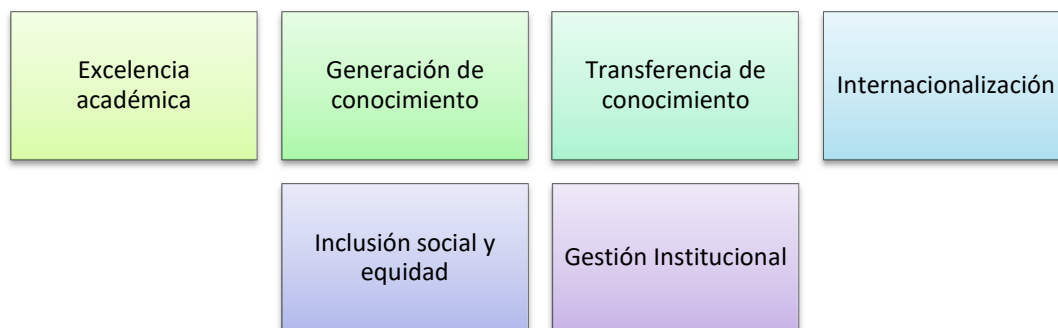 Excelencia
académica
Generación de
conocimiento
Transferencia de
conocimiento
Internacionalización
Inclusión social y
equidad
Gestión Institucional